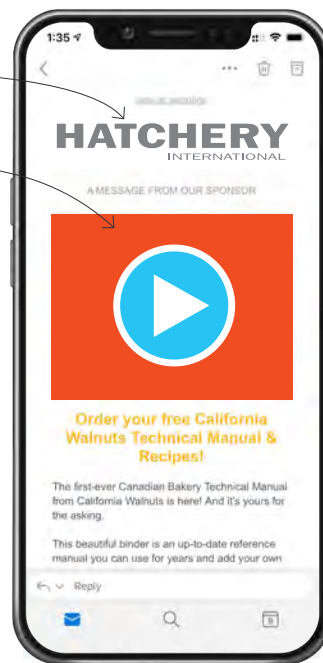 1:35
HATCHERY
INTERNATIONAL
A MESSAGE FROM OUR SPONSOR
Order your free California
Walnuts Technical Manual &
Recipes!
The first-ever Canadian Bakery Technical Manual
from California Walnuts is here! And it's yours for
the asking.
This beautiful binder is an up-to-date reference
manual you can use for years and add your own
Reply